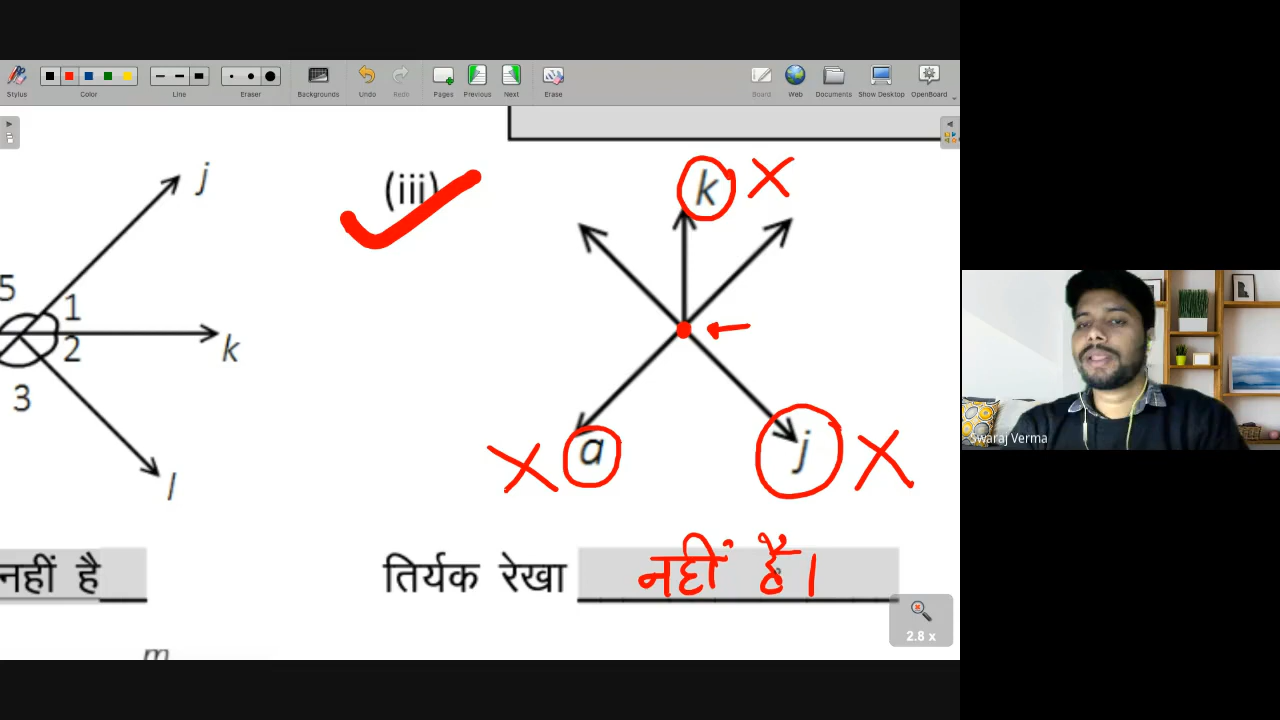 Stylus
Color
Line
Eraser
Backgrounds
Undo
Redo
Pages
Previous
Next
Erase
Board
Web
Documents
Show Desktop
OpenBoard
j
5
1
2
3
k
l
(iii)
k X
a X
j X
नहीं है
तिर्यक रेखा नहीं है।
m
2.8 x
Swaraj Verma